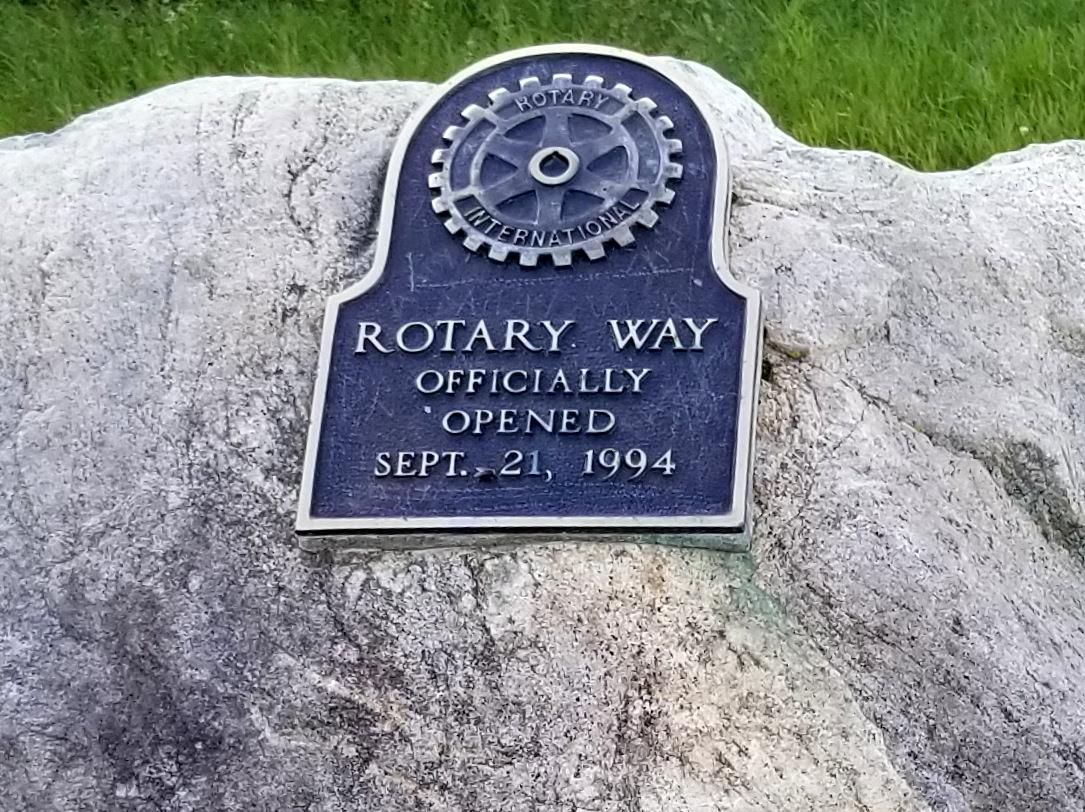 ROTARY
INTERNATIONAL
ROTARY WAY
OFFICIALLY
OPENED
SEPT. 21, 1994